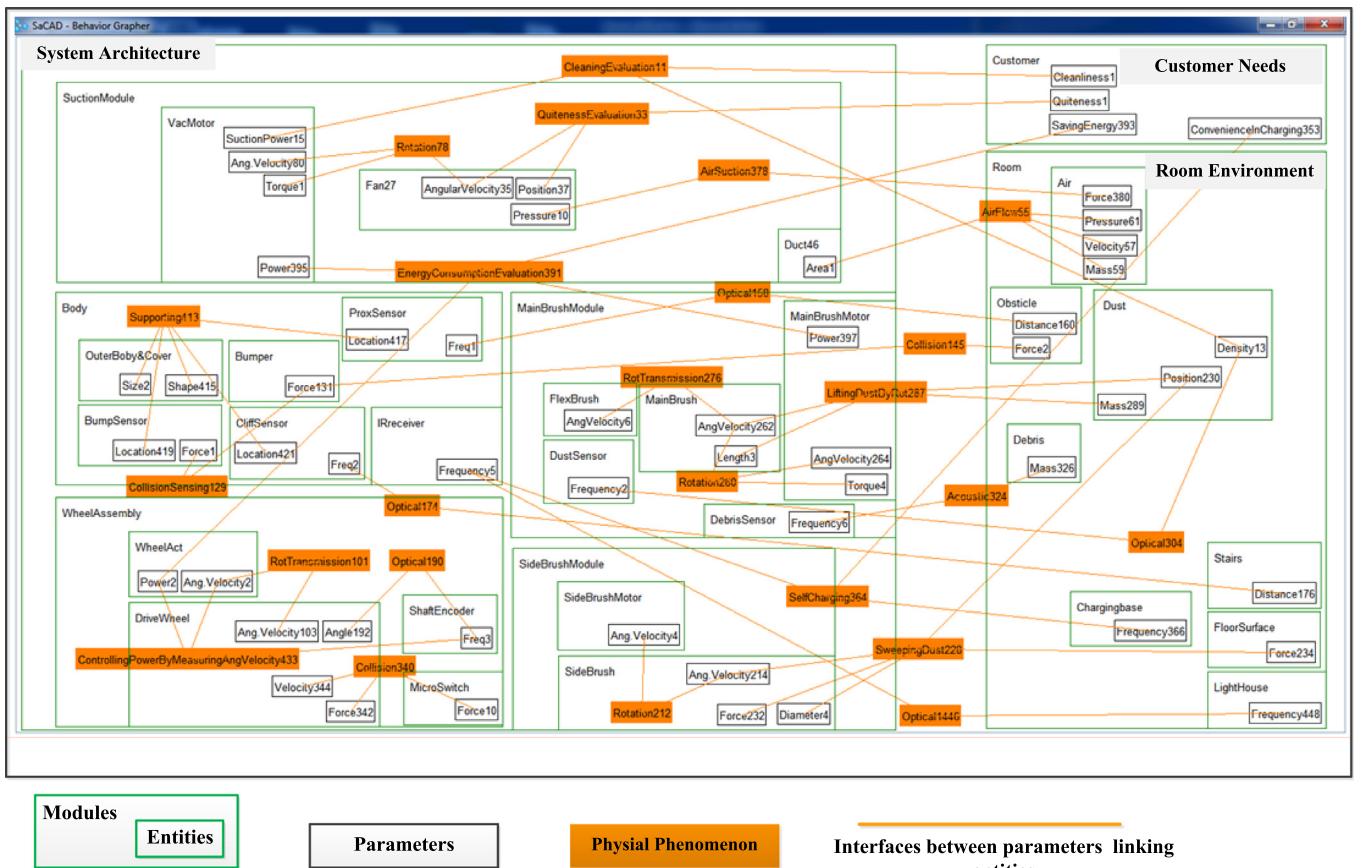 SaCAD - Behavior Grapher
System Architecture
CleaningEvaluation11
SuctionModule
VacMotor
SuctionPower15
Ang.Velocity80
Torque1
Rotation78
QuitenessEvaluation33
Fan27
AngularVelocity35
Position37
Pressure10
AirSuction378
Duct46
Area1
Power395
EnergyConsumptionEvaluation391
Customer
Customer Needs
Cleanliness1
Quiteness1
SavingEnergy393
ConvenienceInCharging353
Room
Room Environment
Air
Force380
Pressure61
Velocity57
Mass59
AirFlow55
Body
Supporting413
ProxSensor
Location417
Freq1
OuterBoby&Cover
Size2
Shape415
Bumper
Force131
BumpSensor
Location419
Force1
CliffSensor
Location421
Freq2
IReceiver
Frequency5
CollisionSensing129
Optical174
MainBrushModule
Optical158
MainBrushMotor
Power397
RotTransmission276
FlexBrush
AngVelocity6
MainBrush
AngVelocity262
Length3
DustSensor
Frequency2
Rotation260
AngVelocity264
Torque4
DebrisSensor
Frequency6
Collision145
LiftingDustByRot287
Acoustic324
Obsticle
Distance160
Force2
Dust
Density13
Position230
Mass289
Debris
Mass326
Optical304
Stairs
Distance176
Chargingbase
Frequency366
FloorSurface
Force234
LightHouse
Frequency448
WheelAssembly
WheelAct
Power2
Ang.Velocity2
RotTransmission101
Optical190
DriveWheel
Ang.Velocity103
Angle192
ShaftEncoder
Freq3
ControllingPowerByMeasuringAngVelocity433
Collision340
Velocity344
Force342
MicroSwitch
Force10
SideBrushModule
SideBrushMotor
Ang.Velocity4
SideBrush
Ang.Velocity214
Rotation212
Force232
Diameter4
SelfCharging364
SweepingDust228
Optical1446
Modules
Entities
Parameters
Physial Phenomenon
Interfaces between parameters linking